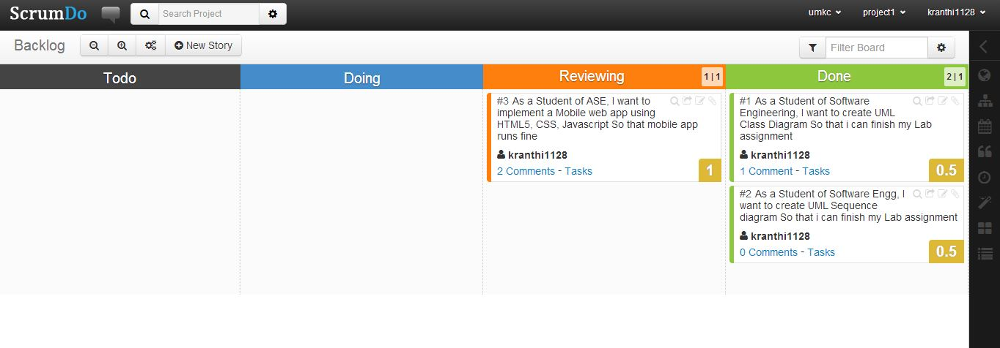 ScrumDo
Search Project
umkc
project1
kranthi1128
Backlog
New Story
Filter Board
Todo
Doing
Reviewing
1 | 1
Done
2 | 1
#3 As a Student of ASE, I want to
implement a Mobile web app using
HTML5, CSS, Javascript So that mobile app
runs fine
kranthi1128
2 Comments - Tasks
1
#1 As a Student of Software
Engineering, I want to create UML
Class Diagram So that i can finish my Lab
assignment
kranthi1128
1 Comment - Tasks
0.5
#2 As a Student of Software Engg, I
want to create UML Sequence
diagram So that i can finish my Lab assignment
kranthi1128
0 Comments - Tasks
0.5